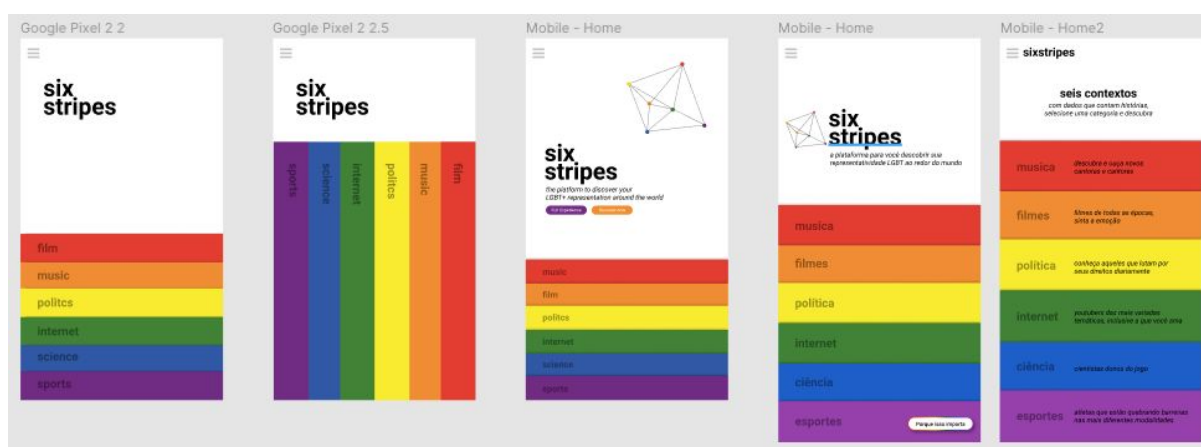 Google Pixel 2 2
six
stripes
film
music
politcs
internet
science
sports
Google Pixel 2 2.5
six
stripes
sports
science
internet
politcs
music
film
Mobile - Home
six
stripes
the platform to discover your
LGBT+ representation around the world
music
film
politcs
internet
science
sports
Mobile - Home
six
stripes
a plataforma para você descobrir sua
representatividade LGBT ao redor do mundo
musica
filmes
política
internet
ciência
esportes
Porque isso importa
Mobile - Home2
sixstripes
seis contextos
com dados que contam histórias,
selecione uma categoria e descubra
musica
descubra e ouça novos
cantoras e cantores
filmes
filmes de todas as épocas,
sinta a emoção
política
conheça aqueles que lutam por
seus direitos diariamente
internet
youtubers das mais variadas
temáticas, inclusive a que você ama
ciência
cientistas donos do jogo
esportes
atletas que estão quebrando barreiras
nas mais diferentes modalidades